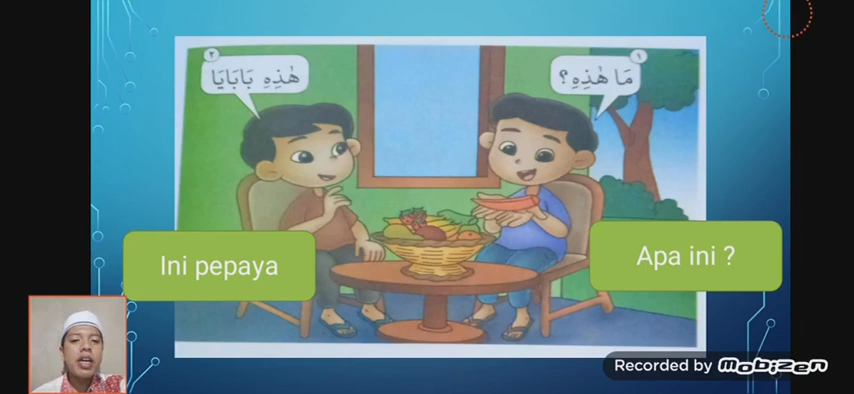 ١
مَا هٰذِهِ؟
٢
هٰذِهِ بَابَايَا
Apa ini ?
Ini pepaya
Recorded by mobizen